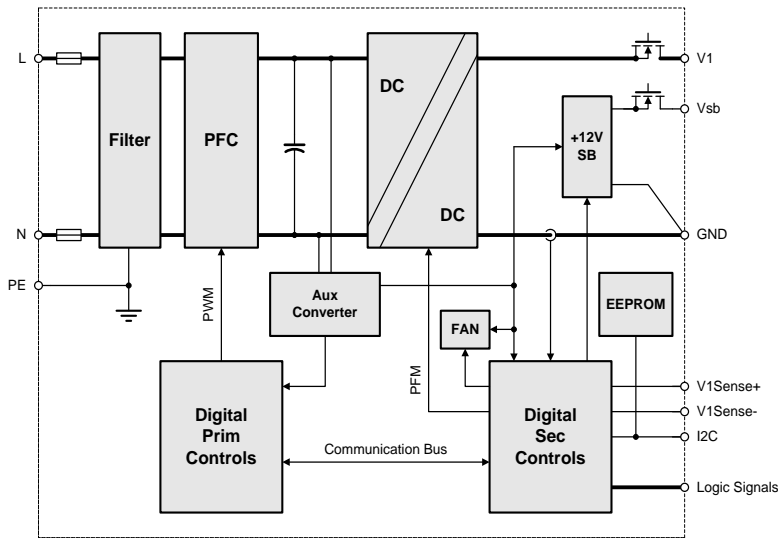 L
V1
DC
Vsb
Filter
PFC
+12V
SB
DC
N
GND
PE
PWM
Aux
Converter
EEPROM
FAN
PFM
V1Sense+
V1Sense-
Digital
Prim
Controls
Digital
Sec
Controls
I2C
Communication Bus
Logic Signals